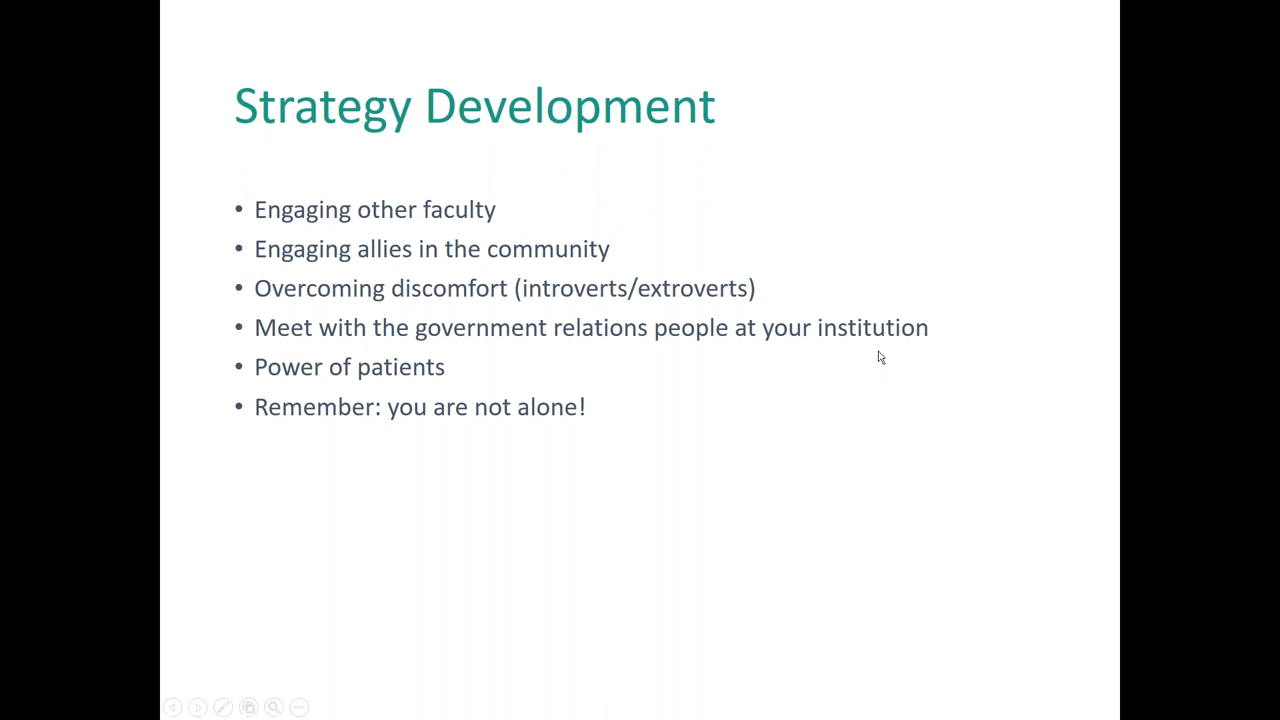 Strategy Development
• Engaging other faculty
• Engaging allies in the community
• Overcoming discomfort (introverts/extroverts)
• Meet with the government relations people at your institution
• Power of patients
• Remember: you are not alone!